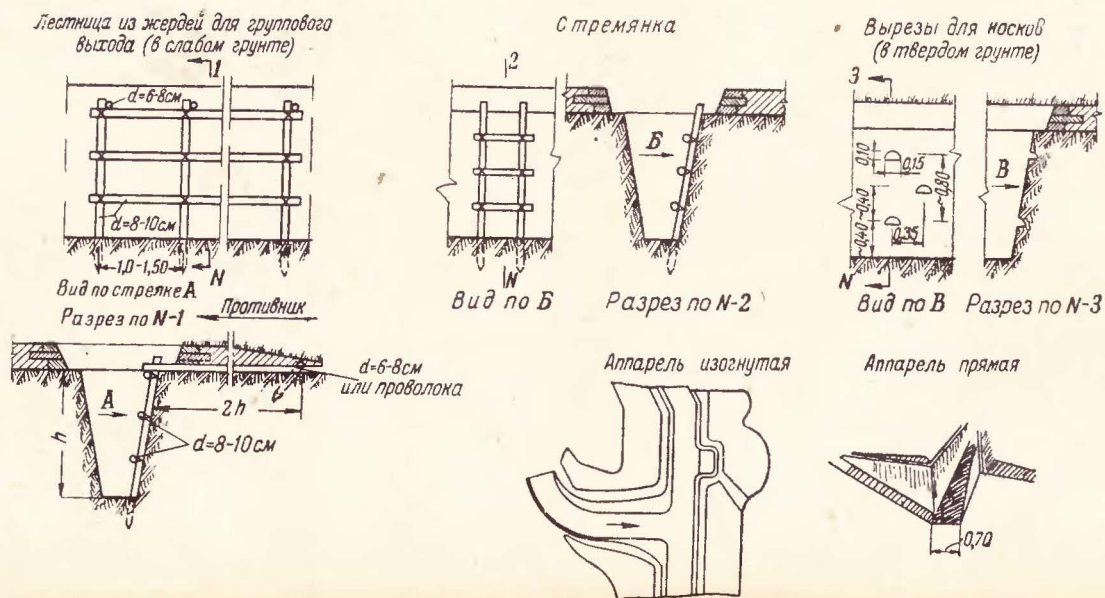 Лестница из жердей для группового
выхода (в слабом грунте)
1
d=6-8см
d=8-10см
1,0-1,50
N
Вид по стрелке А
Разрез по N-1
Противник
А
h
2h
d=6-8см
или проволока
d=8-10см
Стремянка
2
N
Вид по Б
Б
Разрез по N-2
Вырезы для носков
(в твердом грунте)
3
0,10
0,15
~0,80
~0,40
~0,40
0,35
N
Вид по В
В
Разрез по N-3
Аппарель изогнутая
Аппарель прямая
0,70